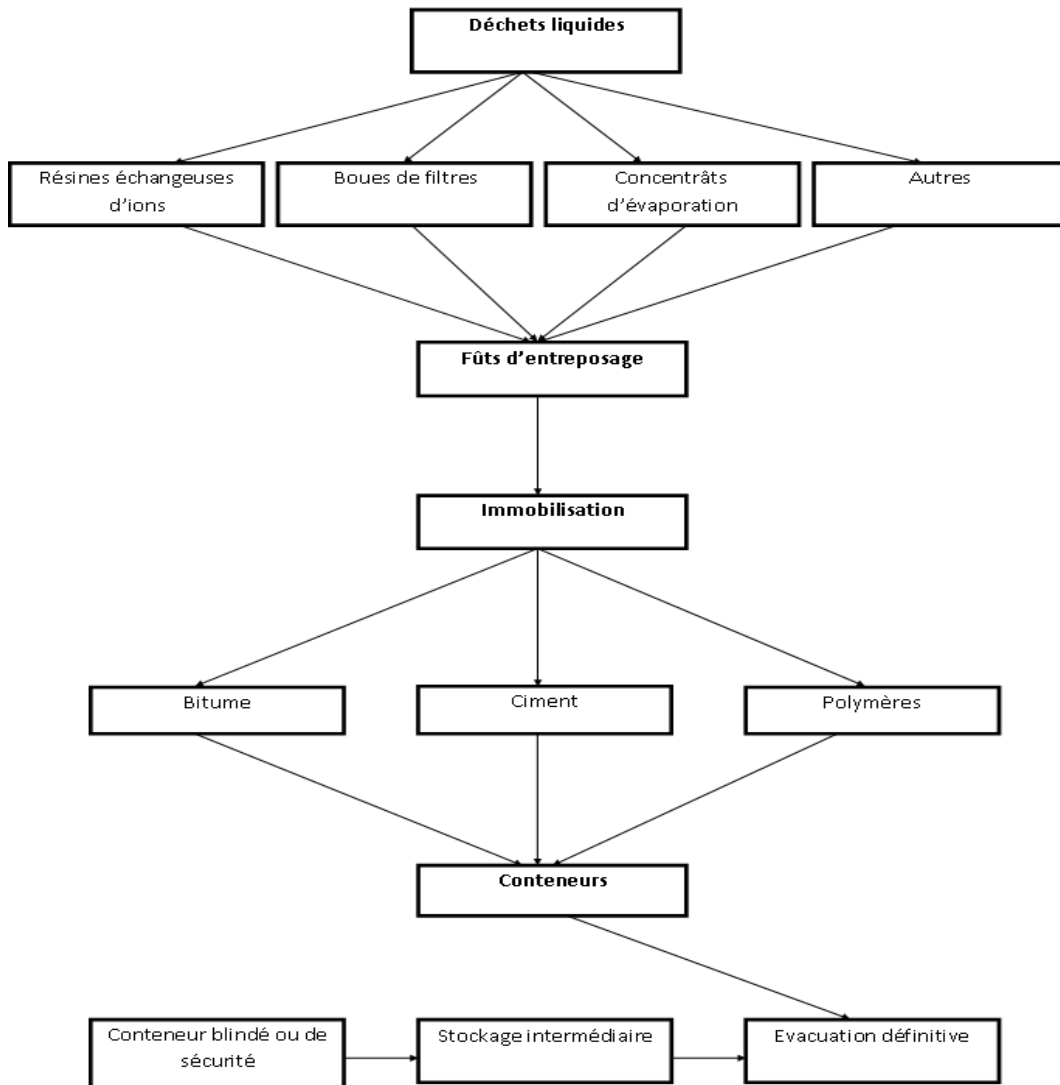 Déchets liquides
Résines échangeuses
d'ions
Boues de filtres
Concentrâts
d'évaporation
Autres
Fûts d'entreposage
Immobilisation
Bitume
Ciment
Polymères
Conteneurs
Conteneur blindé ou de
sécurité
Stockage intermédiaire
Evacuation définitive